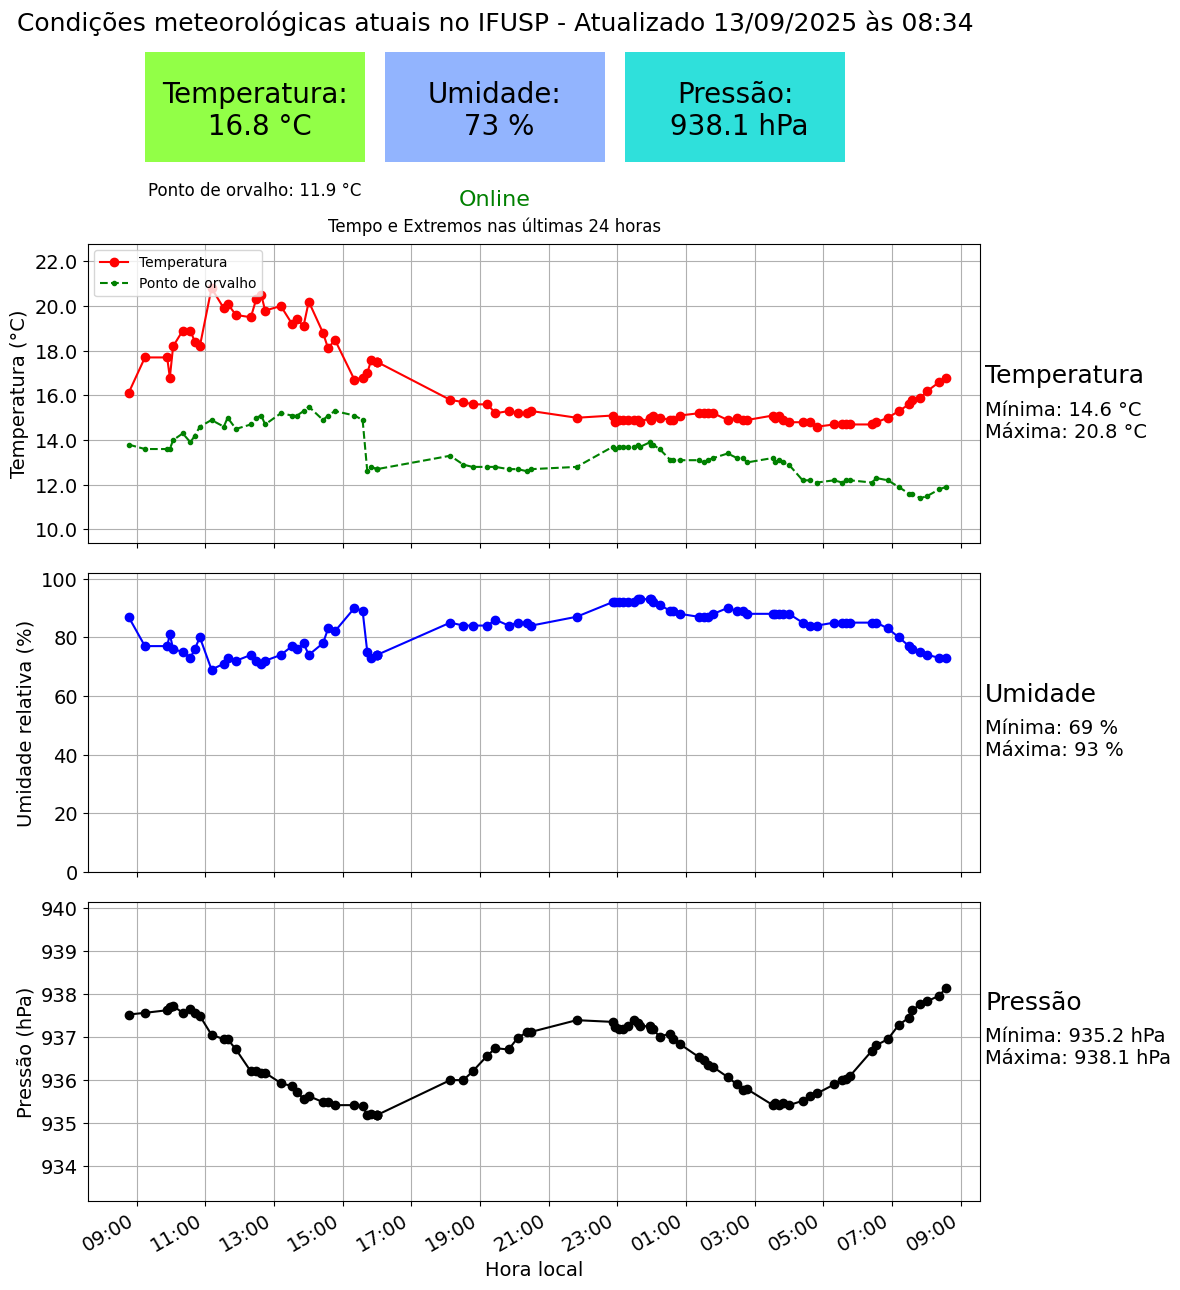 Condições meteorológicas atuais no IFUSP - Atualizado 13/09/2025 às 08:34
Temperatura:
16.8 °C
Umidade:
73 %
Pressão:
938.1 hPa
Ponto de orvalho: 11.9 °C
Online
Tempo e Extremos nas últimas 24 horas
Temperatura
Ponto de orvalho
Temperatura (°C)
22.0
20.0
18.0
16.0
14.0
12.0
10.0
Temperatura
Mínima: 14.6 °C
Máxima: 20.8 °C
Umidade relativa (%)
100
80
60
40
20
0
Umidade
Mínima: 69 %
Máxima: 93 %
Pressão (hPa)
940
939
938
937
936
935
934
Pressão
Mínima: 935.2 hPa
Máxima: 938.1 hPa
09:00
11:00
13:00
15:00
17:00
19:00
21:00
23:00
01:00
03:00
05:00
07:00
09:00
Hora local